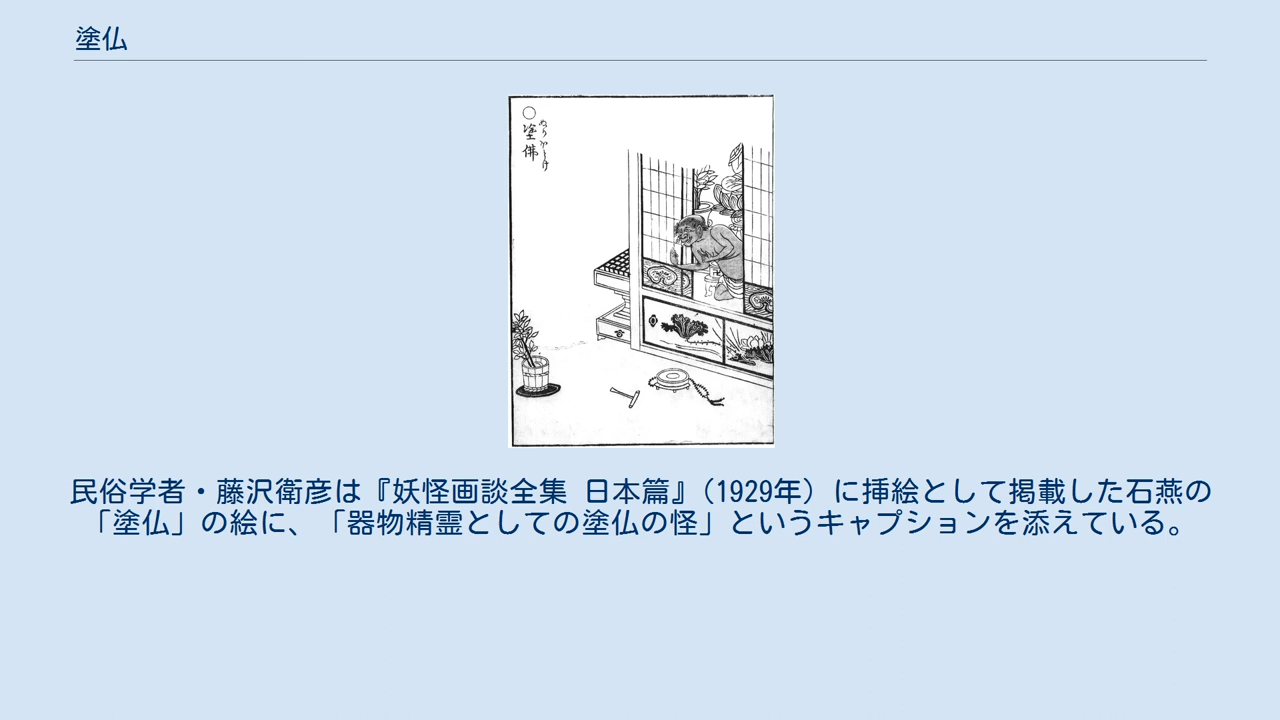 塗仏
○塗佛
ぬりぼとけ
民俗学者・藤沢衛彦は『妖怪画談全集 日本篇』（1929年）に挿絵として掲載した石燕の
「塗仏」の絵に、「器物精霊としての塗仏の怪」というキャプションを添えている。